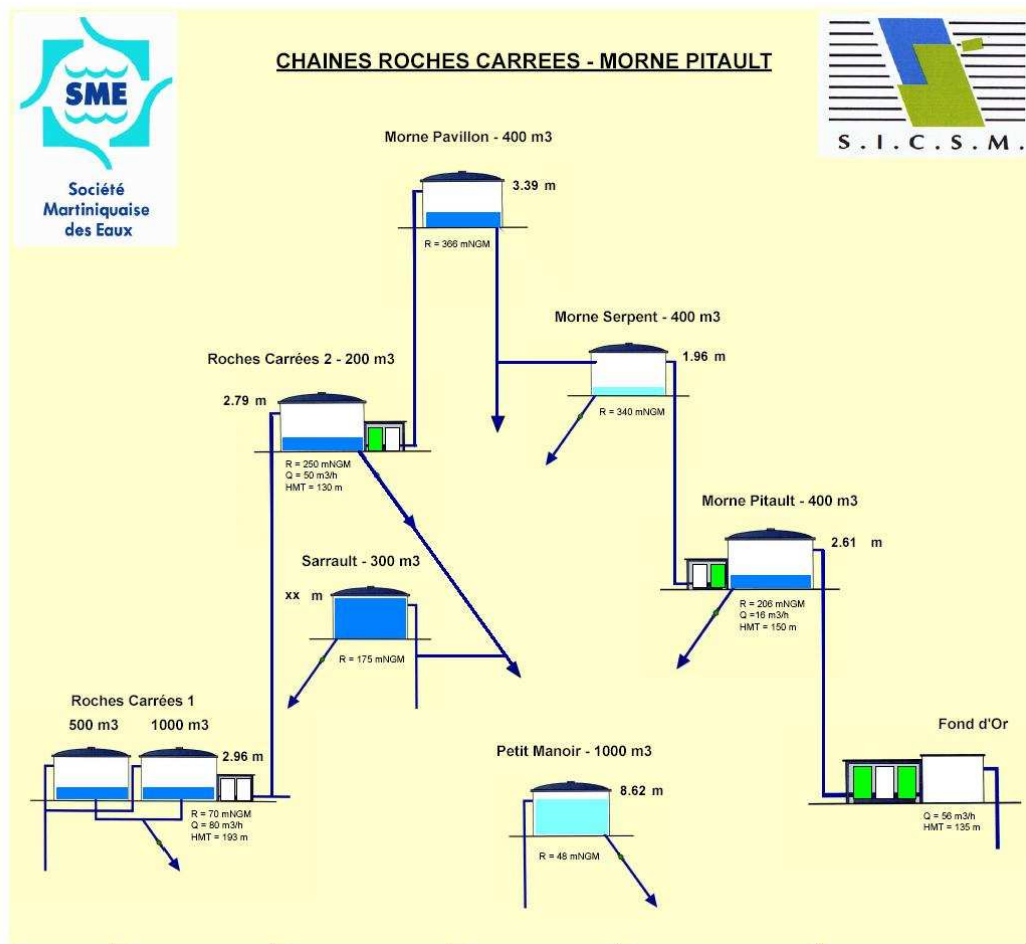 SME
Société
Martiniquaise
des Eaux
CHAINES ROCHES CARREES - MORNE PITAULT
S.I.C.S.M.
Morne Pavillon - 400 m3
3.39 m
R = 366 mNGM
Morne Serpent - 400 m3
1.96 m
R = 340 mNGM
Roches Carrées 2 - 200 m3
2.79 m
R = 250 mNGM
Q = 50 m3/h
HMT = 130 m
Morne Pitault - 400 m3
2.61 m
R = 206 mNGM
Q =16 m3/h
HMT = 150 m
Sarrault - 300 m3
xx m
R = 175 mNGM
Roches Carrées 1
500 m3 1000 m3
2.96 m
R = 70 mNGM
Q = 80 m3/h
HMT = 193 m
Petit Manoir - 1000 m3
8.62 m
R = 48 mNGM
Fond d'Or
Q = 56 m3/h
HMT = 135 m